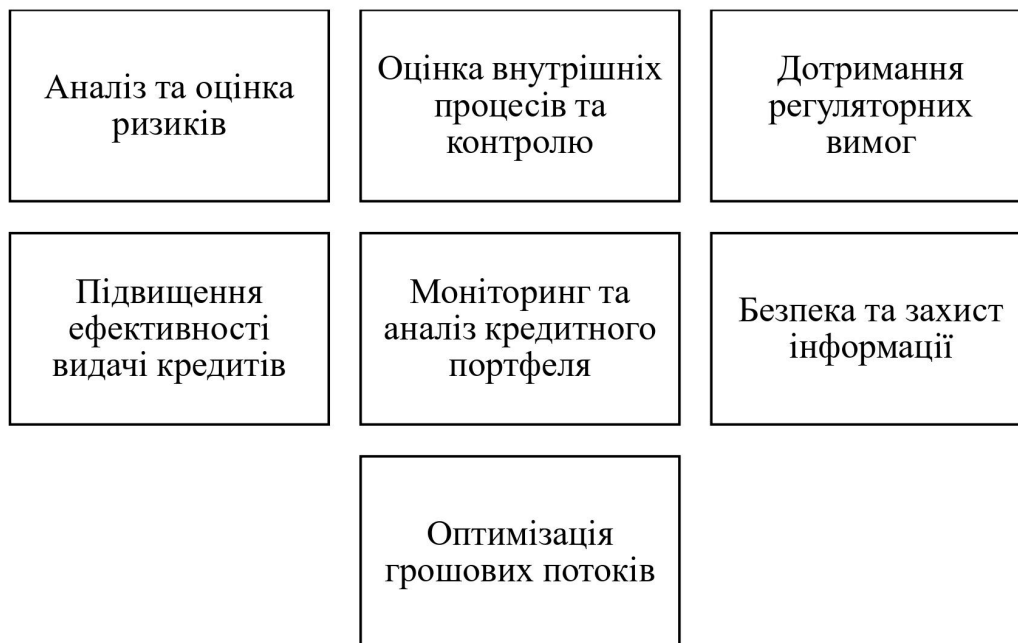 Аналіз та оцінка
ризиків
Оцінка внутрішніх
процесів та
контролю
Дотримання
регуляторних
вимог
Підвищення
ефективності
видачі кредитів
Моніторинг та
аналіз кредитного
портфеля
Безпека та захист
інформації
Оптимізація
грошових потоків